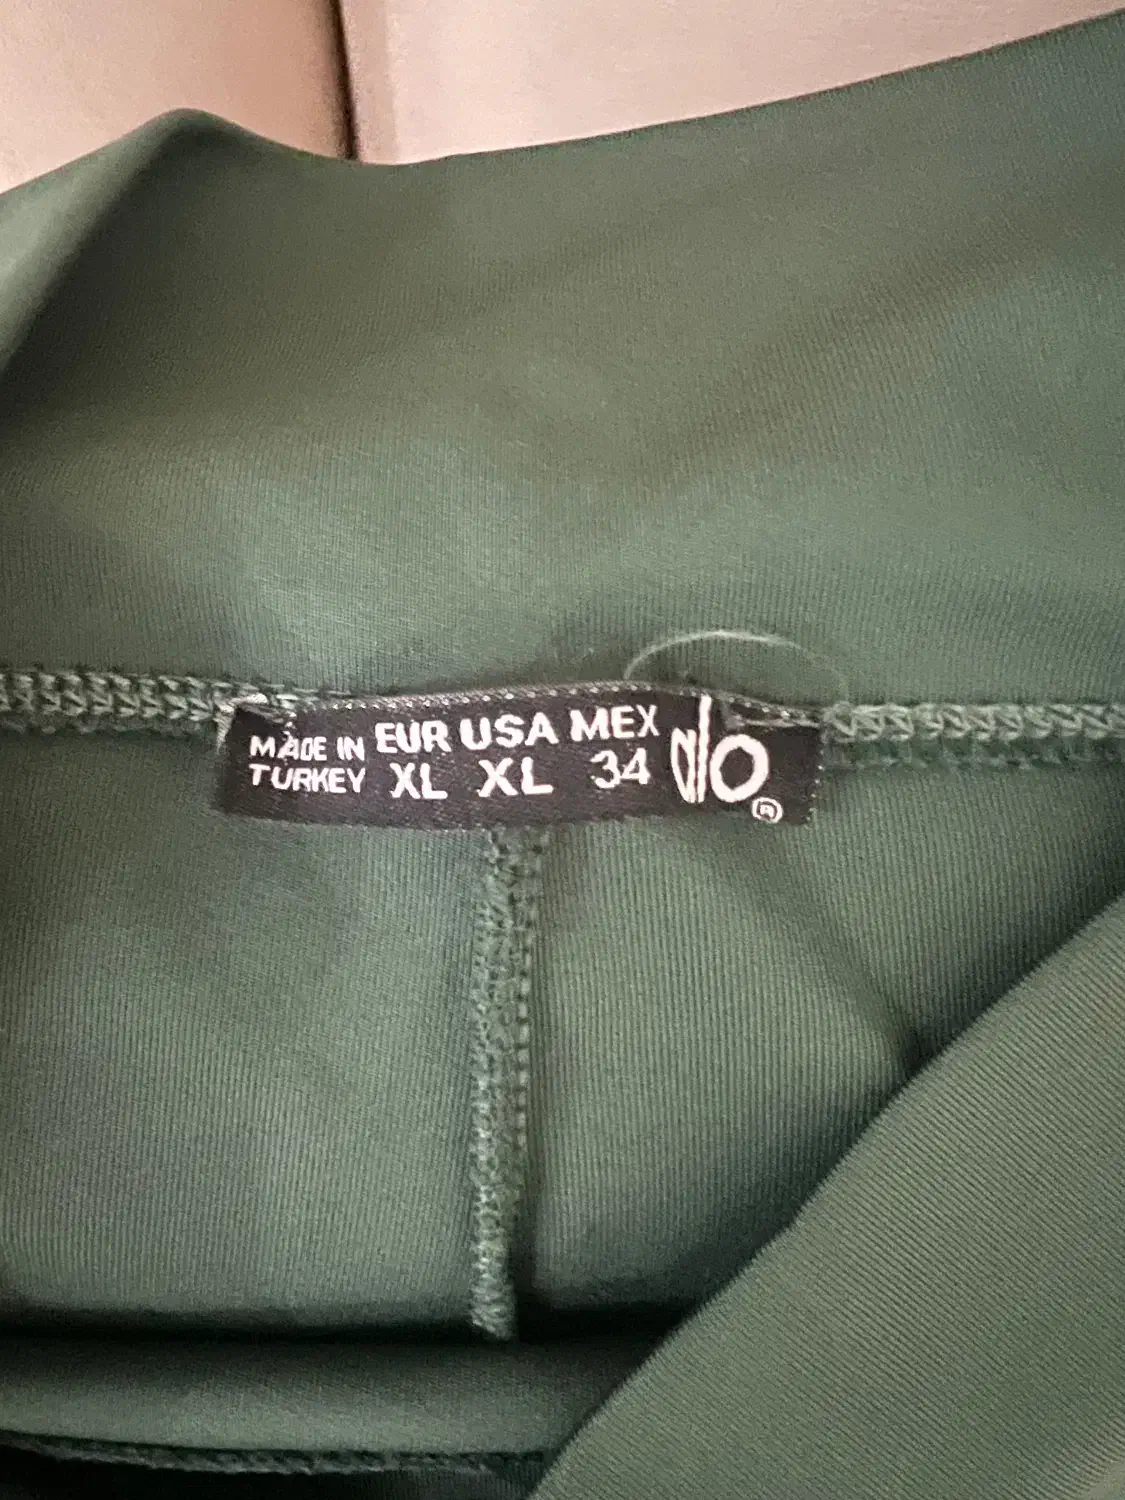 MADE IN EUR USA MEX alo
TURKEY XL XL 34 ®